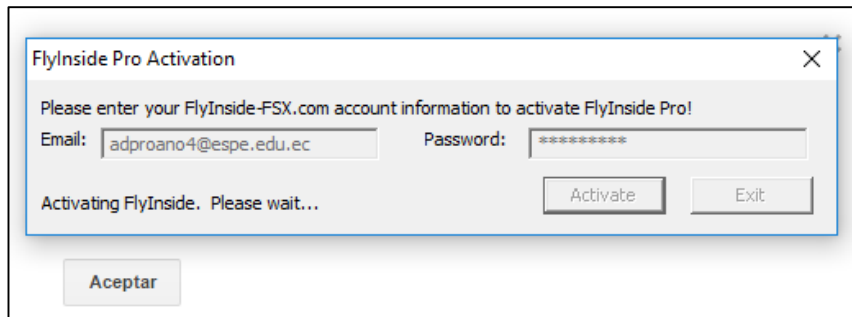 FlyInside Pro Activation
Please enter your FlyInside-FSX.com account information to activate FlyInside Pro!
Email: adproano4@espe.edu.ec Password: *********
Activating FlyInside. Please wait... Activate Exit
Aceptar